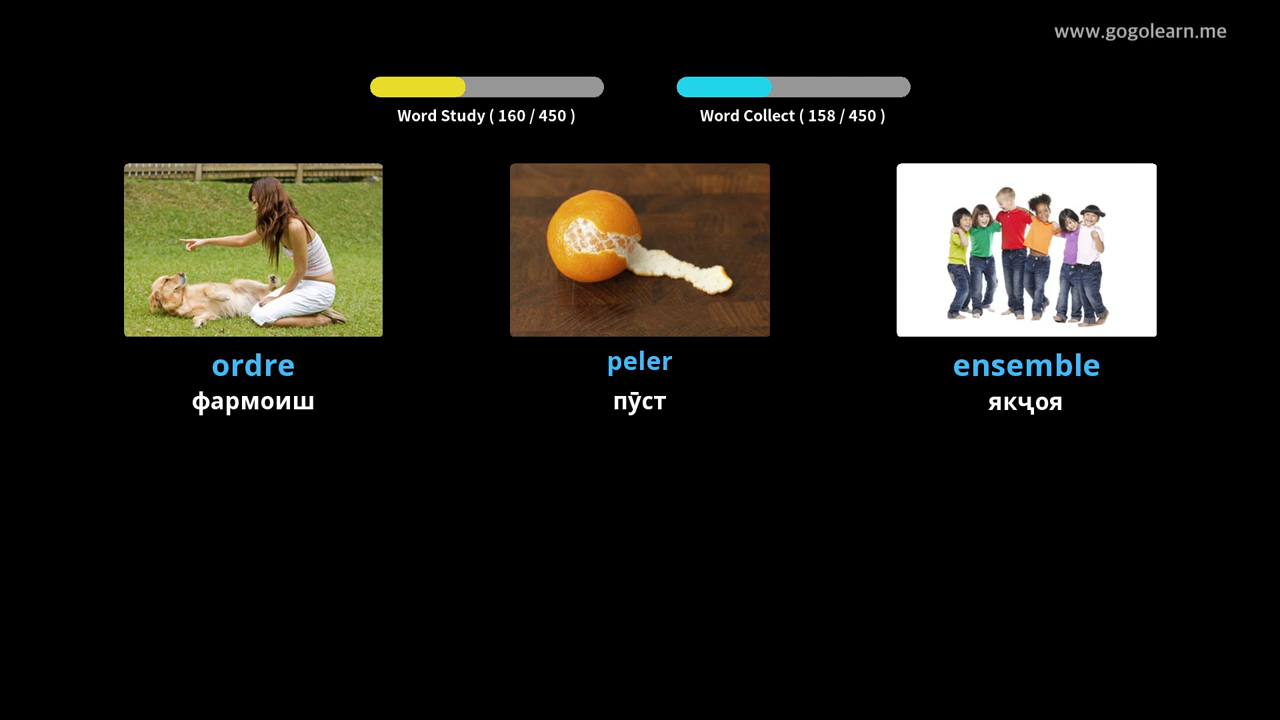 www.gogolearn.me
Word Study ( 160 / 450 )
Word Collect ( 158 / 450 )
ordre
peler
ensemble
фармоиш
пӯст
якҷоя